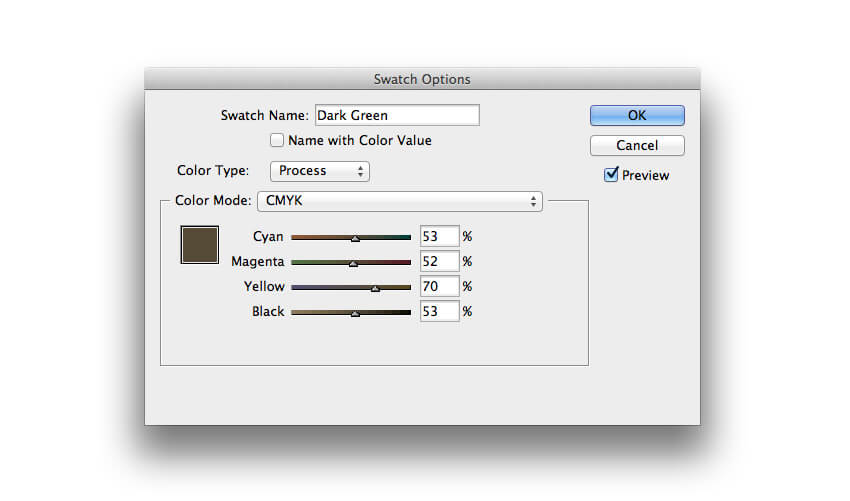 Swatch Options
Swatch Name: Dark Green
OK
Name with Color Value
Cancel
Color Type: Process
Preview
Color Mode: CMYK
Cyan 53 %
Magenta 52 %
Yellow 70 %
Black 53 %